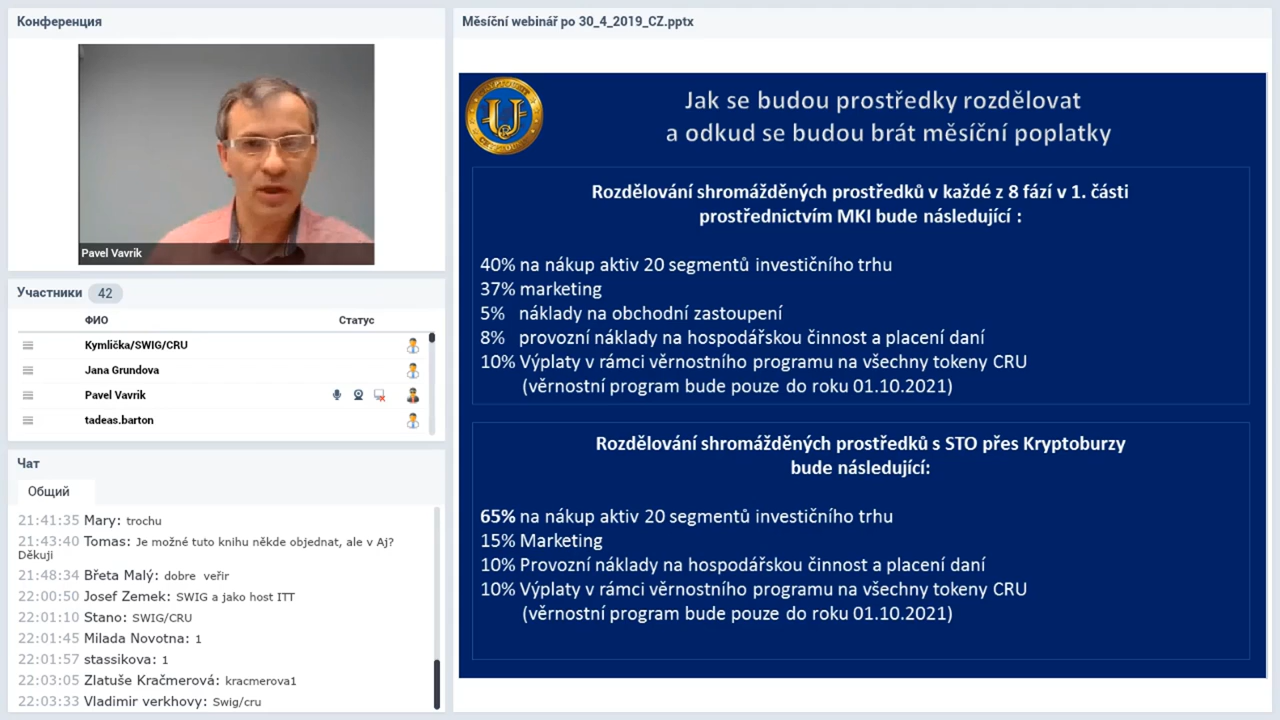 Конференция
Pavel Vavrik
Участники 42
ФИО Статус
Kymlička/SWIG/CRU
Jana Grundova
Pavel Vavrik
tadeas.barton
Чат
Общий
21:41:35 Mary: trochu
21:43:40 Tomas: Je možné tuto knihu někde objednat, ale v Aj?
Děkuji
21:48:34 Břeta Malý: dobre veřir
22:00:50 Josef Zemek: SWIG a jako host ITT
22:01:10 Stano: SWIG/CRU
22:01:45 Milada Novotna: 1
22:01:57 stassikova: 1
22:03:05 Zlatuše Kračmerová: kracmerova1
22:03:33 Vladimir verkhovy: Swig/cru
Měsíční webinář po 30_4_2019_CZ.pptx
Jak se budou prostředky rozdělovat
a odkud se budou brát měsíční poplatky
Rozdělování shromážděných prostředků v každé z 8 fází v 1. části
prostřednictvím MKI bude následující :
40% na nákup aktiv 20 segmentů investičního trhu
37% marketing
5% náklady na obchodní zastoupení
8% provozní náklady na hospodářskou činnost a placení daní
10% Výplaty v rámci věrnostního programu na všechny tokeny CRU
(věrnostní program bude pouze do roku 01.10.2021)
Rozdělování shromážděných prostředků s STO přes Kryptoburzy
bude následující:
65% na nákup aktiv 20 segmentů investičního trhu
15% Marketing
10% Provozní náklady na hospodářskou činnost a placení daní
10% Výplaty v rámci věrnostního programu na všechny tokeny CRU
(věrnostní program bude pouze do roku 01.10.2021)